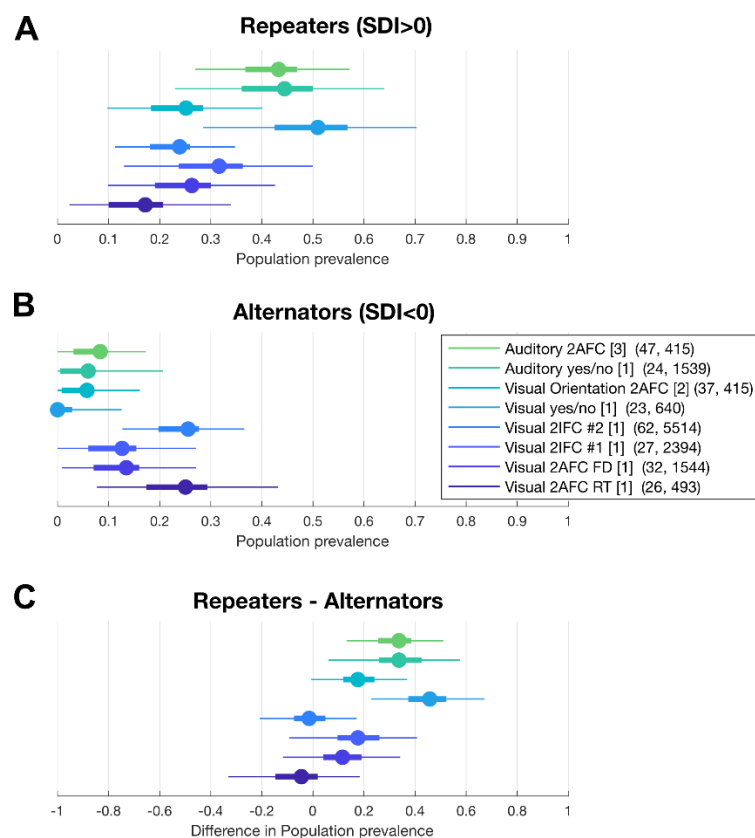 A
Repeaters (SDI>0)
0 0.1 0.2 0.3 0.4 0.5 0.6 0.7 0.8 0.9 1
Population prevalence
B
Alternators (SDI<0)
Auditory 2AFC [3] (47, 415)
Auditory yes/no [1] (24, 1539)
Visual Orientation 2AFC [2] (37, 415)
Visual yes/no [1] (23, 640)
Visual 2IFC #2 [1] (62, 5514)
Visual 2IFC #1 [1] (27, 2394)
Visual 2AFC FD [1] (32, 1544)
Visual 2AFC RT [1] (26, 493)
0 0.1 0.2 0.3 0.4 0.5 0.6 0.7 0.8 0.9 1
Population prevalence
C
Repeaters - Alternators
-1 -0.8 -0.6 -0.4 -0.2 0 0.2 0.4 0.6 0.8 1
Difference in Population prevalence